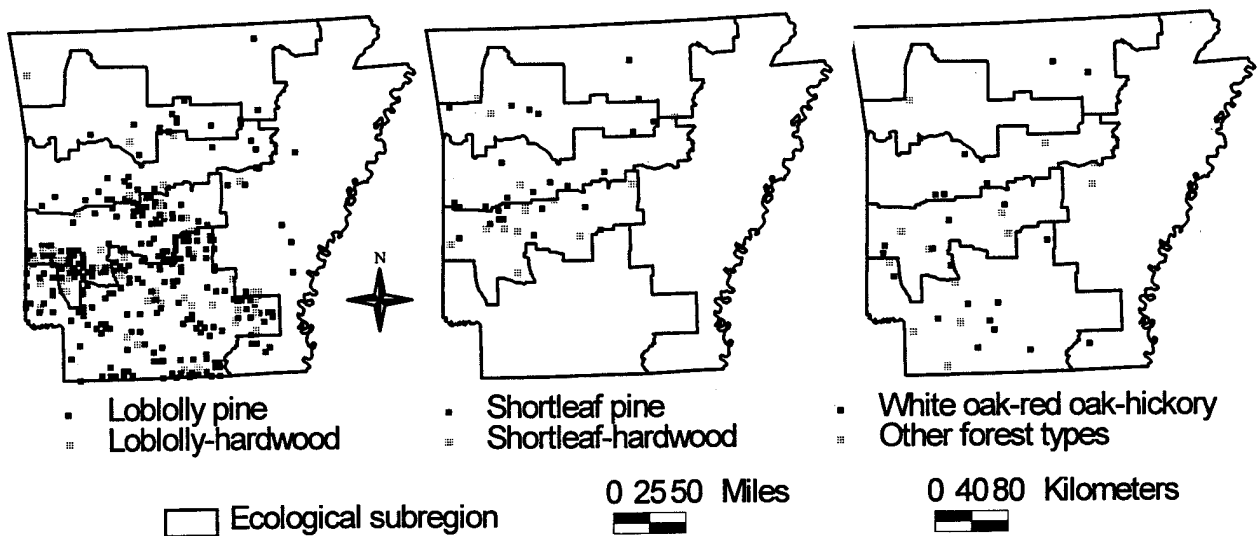 N
Loblolly pine
Loblolly-hardwood
Shortleaf pine
Shortleaf-hardwood
White oak-red oak-hickory
Other forest types
Ecological subregion
0 25 50 Miles
0 40 80 Kilometers